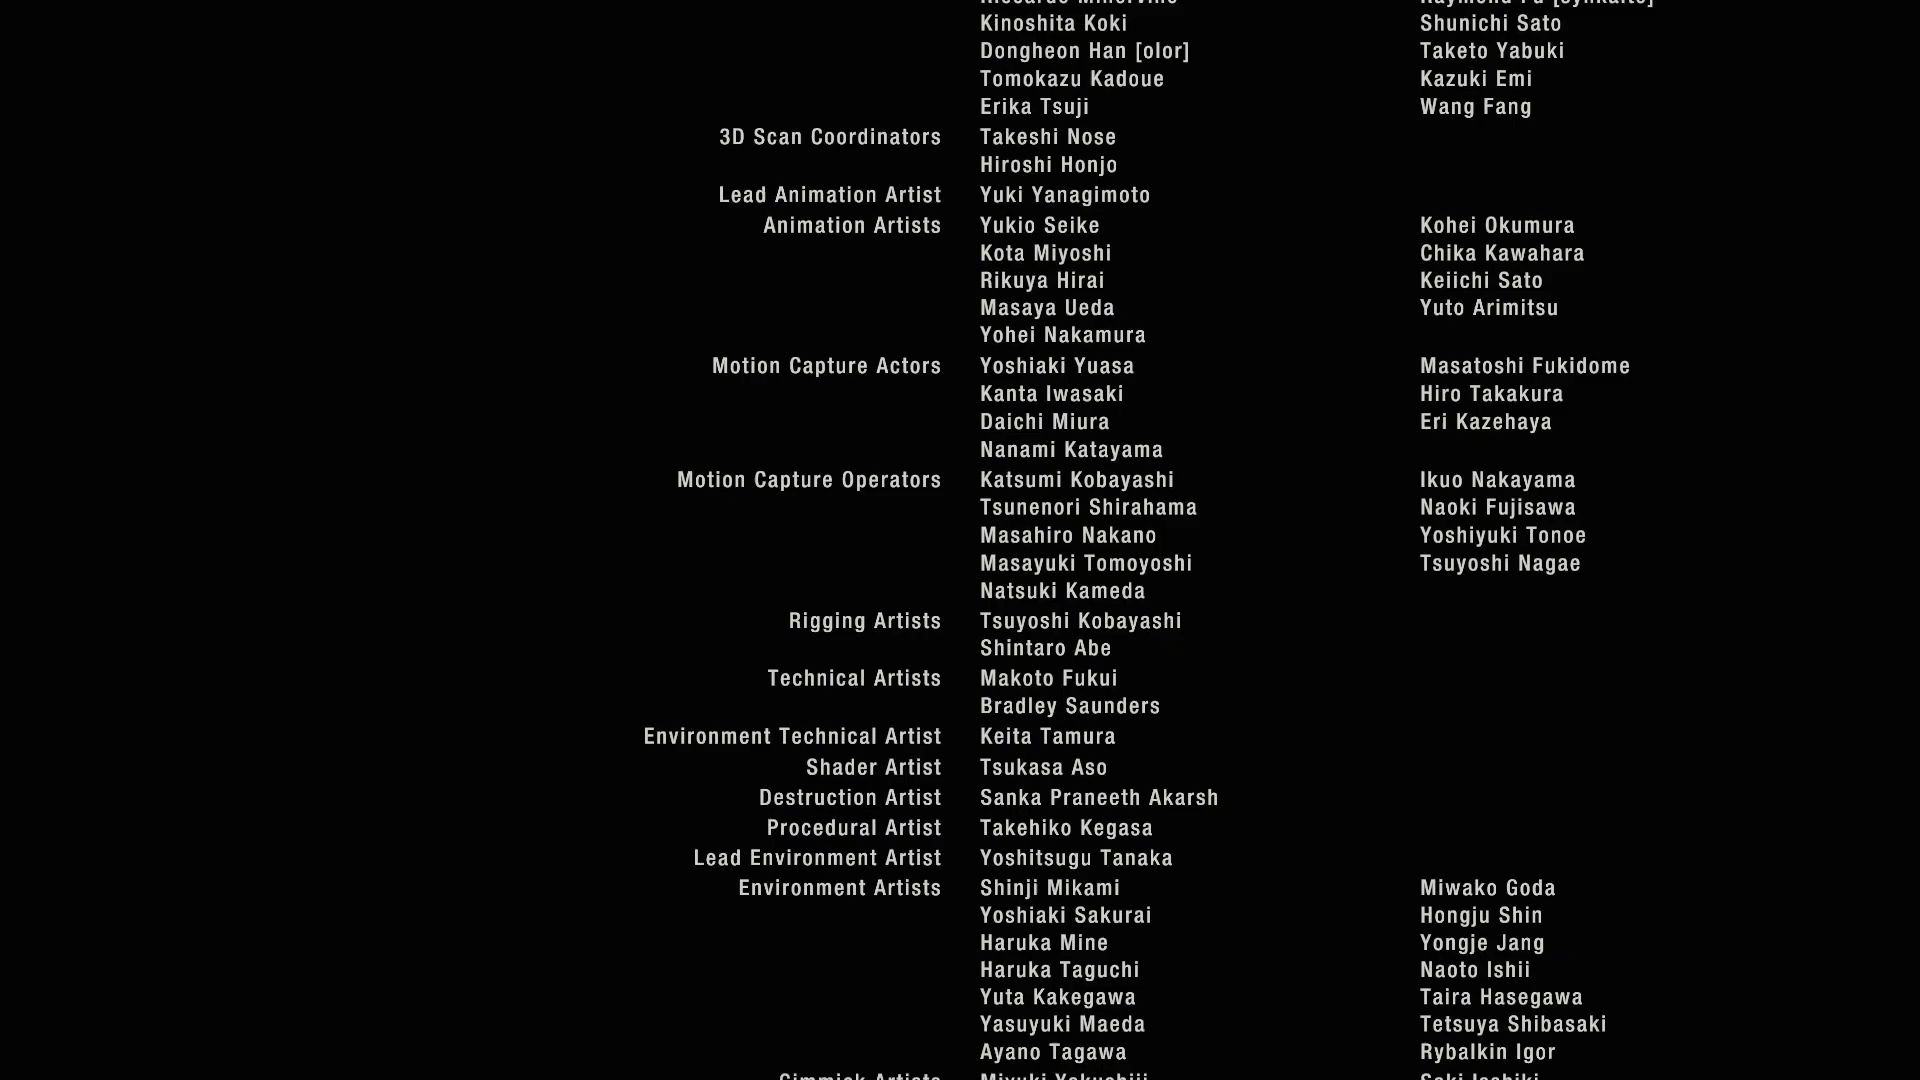 Kinoshita Koki Shunichi Sato
Dongheon Han [olor] Taketo Yabuki
Tomokazu Kadoue Kazuki Emi
Erika Tsuji Wang Fang
3D Scan Coordinators Takeshi Nose
Hiroshi Honjo
Lead Animation Artist Yuki Yanagimoto
Animation Artists Yukio Seike Kohei Okumura
Kota Miyoshi Chika Kawahara
Rikuya Hirai Keiichi Sato
Masaya Ueda Yuto Arimitsu
Yohei Nakamura
Motion Capture Actors Yoshiaki Yuasa Masatoshi Fukidome
Kanta Iwasaki Hiro Takakura
Daichi Miura Eri Kazehaya
Nanami Katayama
Motion Capture Operators Katsumi Kobayashi Ikuo Nakayama
Tsunenori Shirahama Naoki Fujisawa
Masahiro Nakano Yoshiyuki Tonoe
Masayuki Tomoyoshi Tsuyoshi Nagae
Natsuki Kameda
Rigging Artists Tsuyoshi Kobayashi
Shintaro Abe
Technical Artists Makoto Fukui
Bradley Saunders
Environment Technical Artist Keita Tamura
Shader Artist Tsukasa Aso
Destruction Artist Sanka Praneeth Akarsh
Procedural Artist Takehiko Kegasa
Lead Environment Artist Yoshitsugu Tanaka
Environment Artists Shinji Mikami Miwako Goda
Yoshiaki Sakurai Hongju Shin
Haruka Mine Yongje Jang
Haruka Taguchi Naoto Ishii
Yuta Kakegawa Taira Hasegawa
Yasuyuki Maeda Tetsuya Shibasaki
Ayano Tagawa Rybalkin Igor